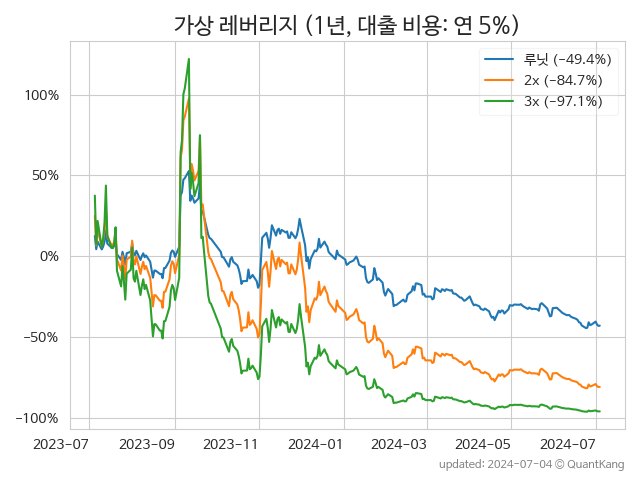 가상 레버리지 (1년, 대출 비용: 연 5%)
루닛 (−49.4%)
2x (−84.7%)
3x (−97.1%)
100%
50%
0%
−50%
−100%
2023-07 2023-09 2023-11 2024-01 2024-03 2024-05 2024-07
updated: 2024-07-04 © QuantKang